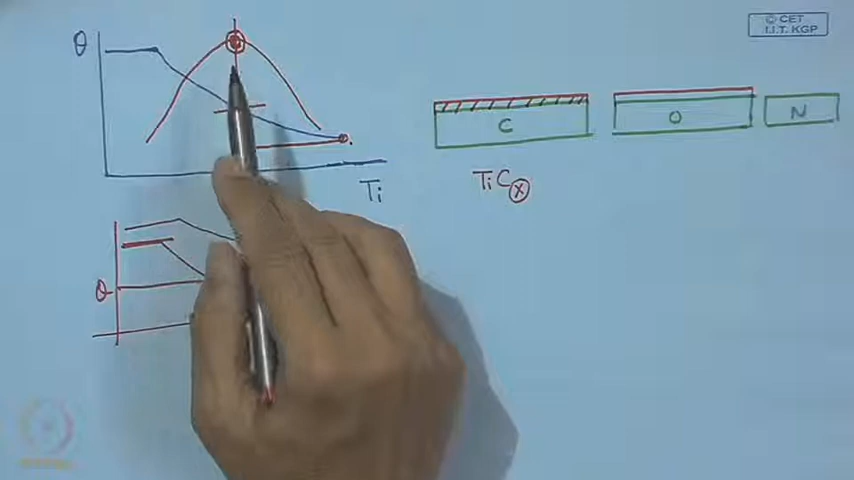 © CET
I.I.T. KGP
θ
Ti
C
O
N
TiC x
θ